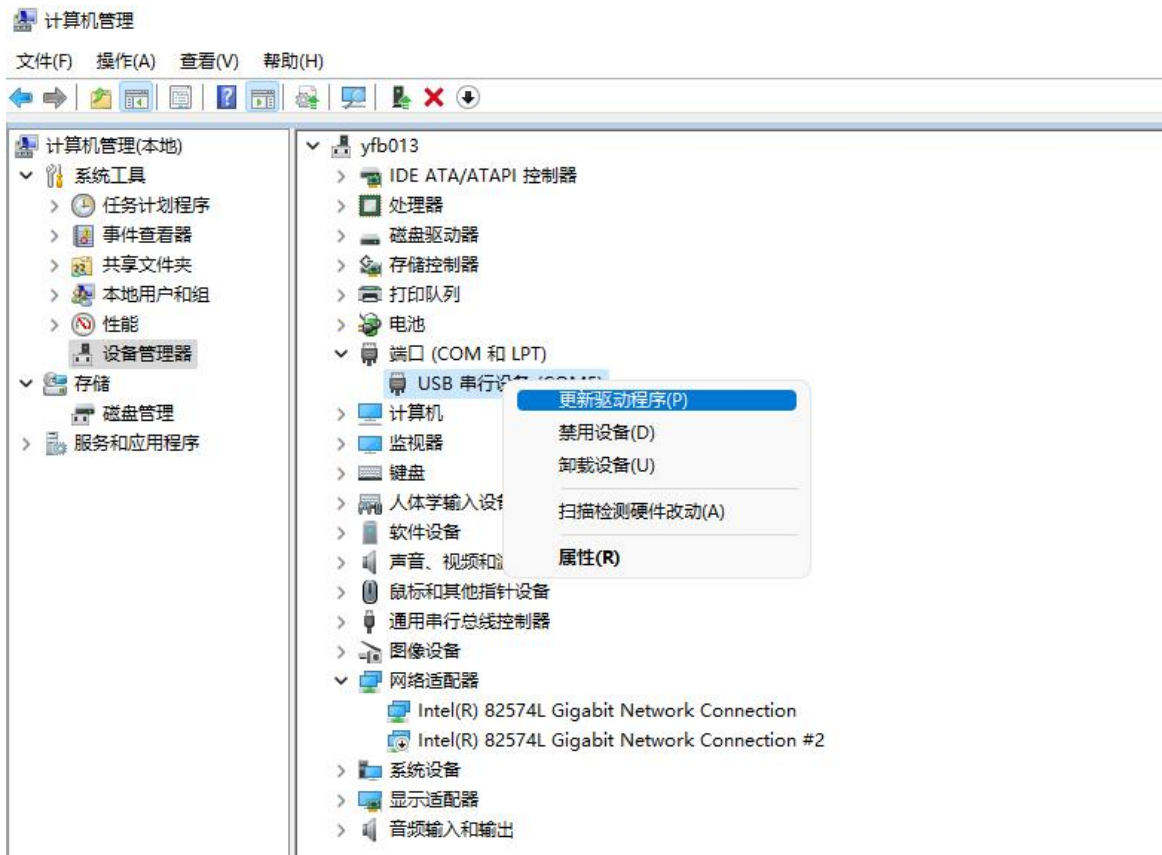 计算机管理
文件(F) 操作(A) 查看(V) 帮助(H)
计算机管理(本地)
系统工具
任务计划程序
事件查看器
共享文件夹
本地用户和组
性能
设备管理器
存储
磁盘管理
服务和应用程序
yfb013
IDE ATA/ATAPI 控制器
处理器
磁盘驱动器
存储控制器
打印队列
电池
端口 (COM 和 LPT)
USB 串行设
计算机
监视器
键盘
人体学输入设
软件设备
声音、视频和
鼠标和其他指针设备
通用串行总线控制器
图像设备
网络适配器
Intel(R) 82574L Gigabit Network Connection
Intel(R) 82574L Gigabit Network Connection #2
系统设备
显示适配器
音频输入和输出
更新驱动程序(P)
禁用设备(D)
卸载设备(U)
扫描检测硬件改动(A)
属性(R)